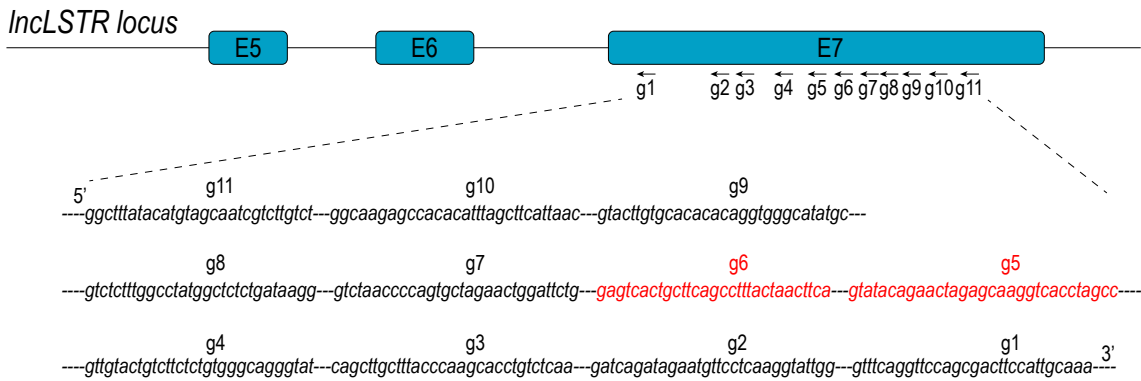 lncLSTR locus
E5 E6 E7
g1 g2 g3 g4 g5 g6 g7 g8 g9 g10 g11
5'
g11 g10 g9
----ggctttatacatgtagcaatcgtcttgtct---ggcaagagccacacatttagcttcattaac---gtacttgtgcacacacaggtgggcatatgc---
g8 g7 g6 g5
----gtctctttggcctatggctctctgataagg---gtctaaccccagtgctagaactggattctg---gagtcactgcttcagcctttactaacttca---gtatacagaactagagcaaggtcacctagcc----
g4 g3 g2 g1 3'
----gttgtactgtcttctctgtgggcagggtat---cagcttgctttacccaagcacctgtctcaa---gatcagatagaatgttcctcaaggtattgg---gtttcaggttccagcgacttccattgcaaa----